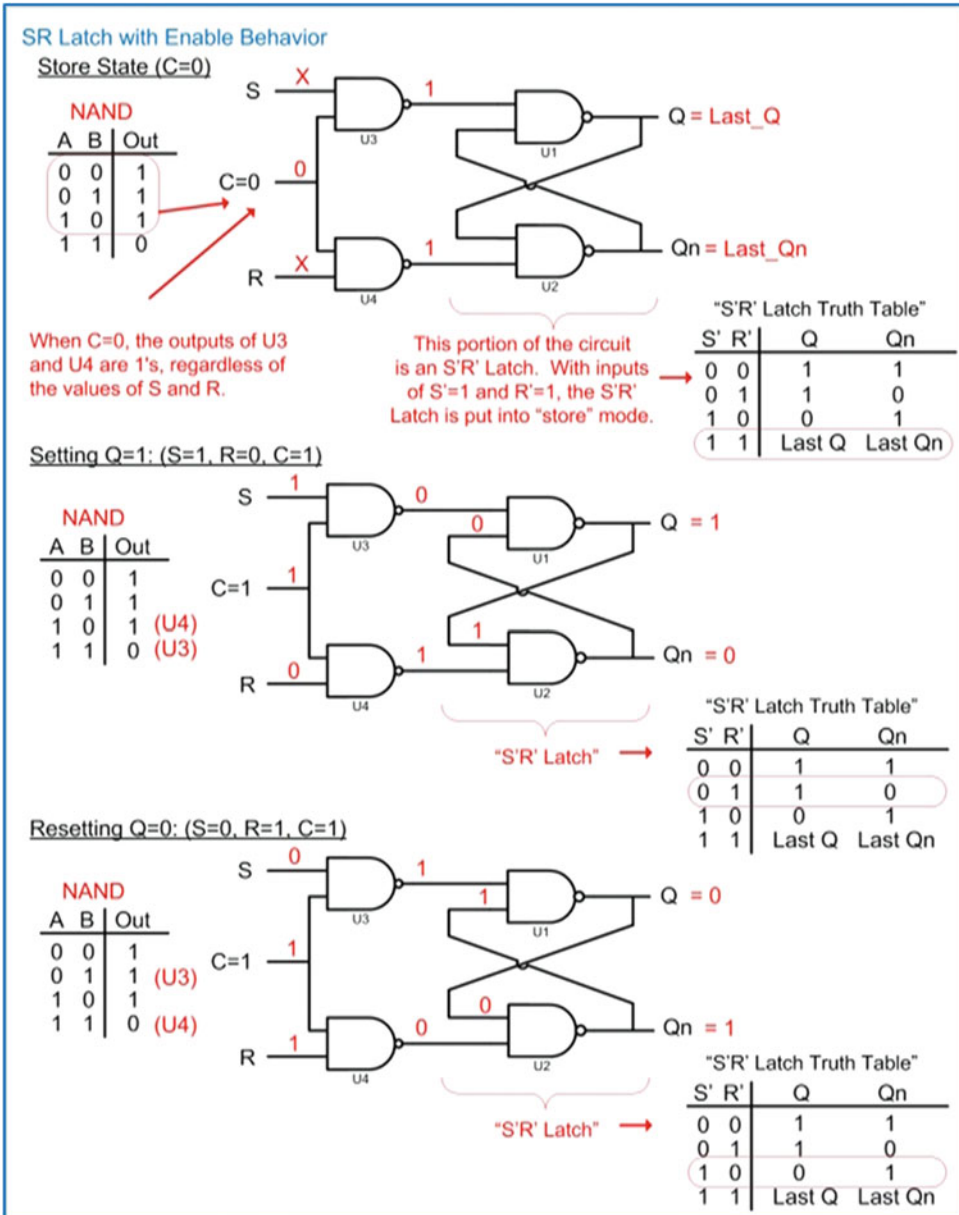 SR Latch with Enable Behavior
Store State (C=0)
NAND
A B Out
0 0 1
0 1 1
1 0 1
1 1 0
S X
1
U3
U1
Q = Last_Q
C=0 0
R X
1
U4
U2
Qn = Last_Qn
When C=0, the outputs of U3
and U4 are 1's, regardless of
the values of S and R.
This portion of the circuit
is an S'R' Latch. With inputs
of S'=1 and R'=1, the S'R'
Latch is put into "store" mode.
"S'R' Latch Truth Table"
S' R' Q Qn
0 0 1 1
0 1 1 0
1 0 0 1
1 1 Last Q Last Qn
Setting Q=1: (S=1, R=0, C=1)
NAND
A B Out
0 0 1
0 1 1
1 0 1 (U4)
1 1 0 (U3)
S 1
0
0
U3
U1
Q = 1
C=1 1
R 0
1
1
U4
U2
Qn = 0
"S'R' Latch"
"S'R' Latch Truth Table"
S' R' Q Qn
0 0 1 1
0 1 1 0
1 0 0 1
1 1 Last Q Last Qn
Resetting Q=0: (S=0, R=1, C=1)
NAND
A B Out
0 0 1
0 1 1 (U3)
1 0 1
1 1 0 (U4)
S 0
1
1
U3
U1
Q = 0
C=1 1
R 1
0
0
U4
U2
Qn = 1
"S'R' Latch"
"S'R' Latch Truth Table"
S' R' Q Qn
0 0 1 1
0 1 1 0
1 0 0 1
1 1 Last Q Last Qn